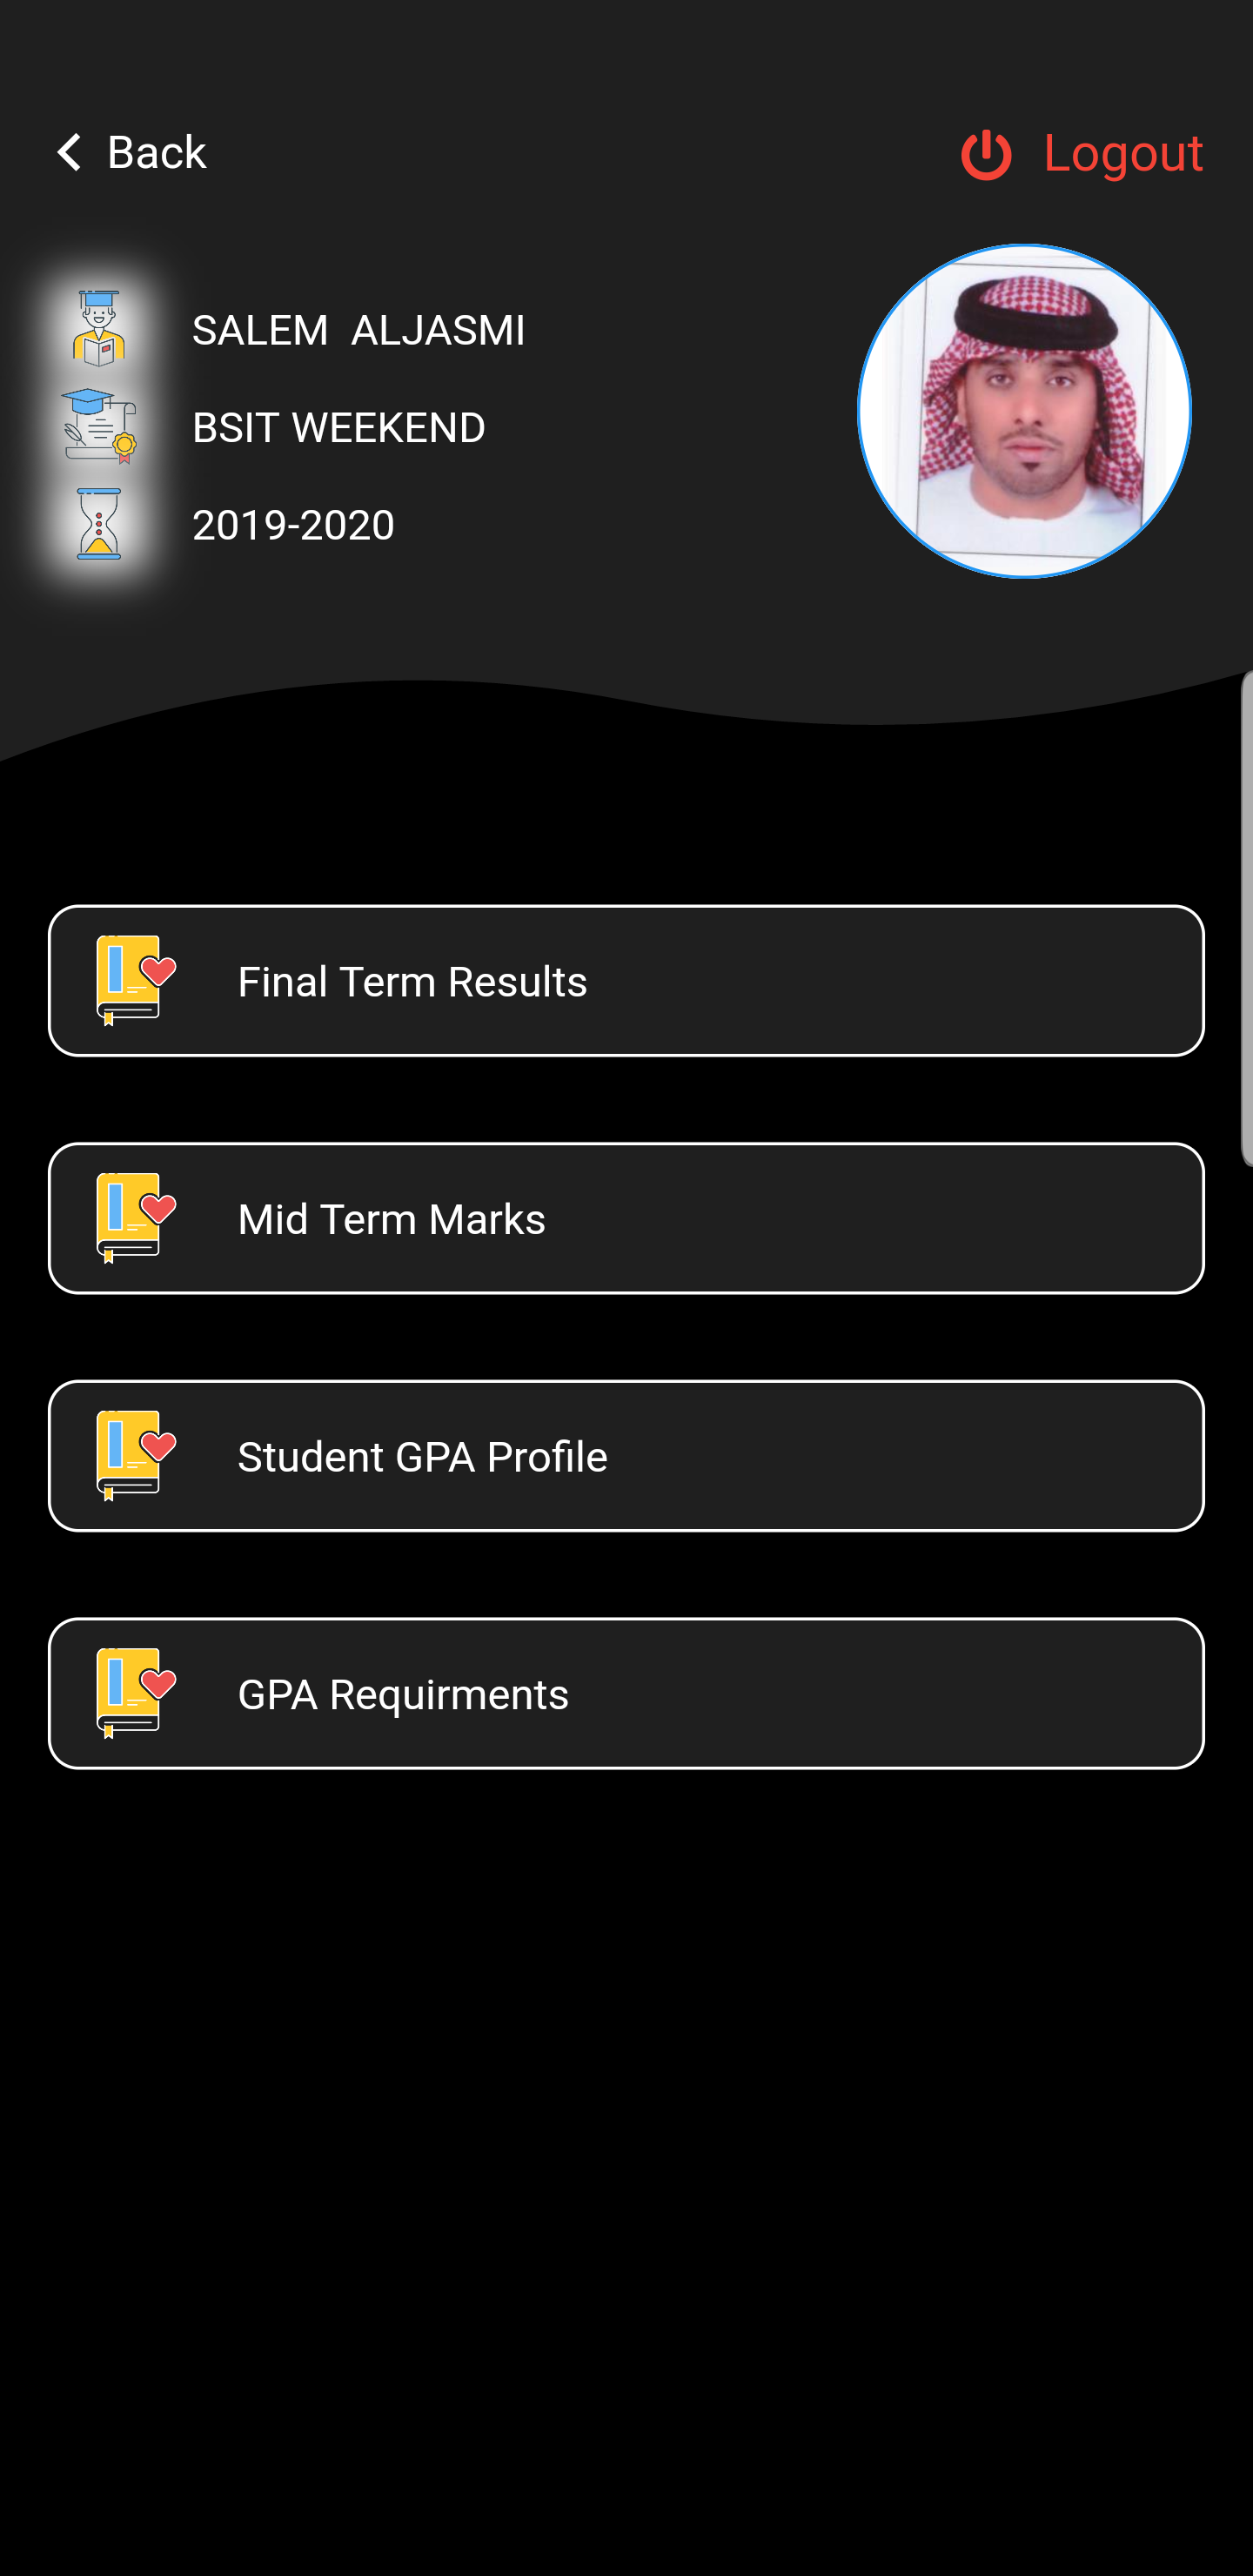 Back
Logout
SALEM ALJASMI
BSIT WEEKEND
2019-2020
Final Term Results
Mid Term Marks
Student GPA Profile
GPA Requirments